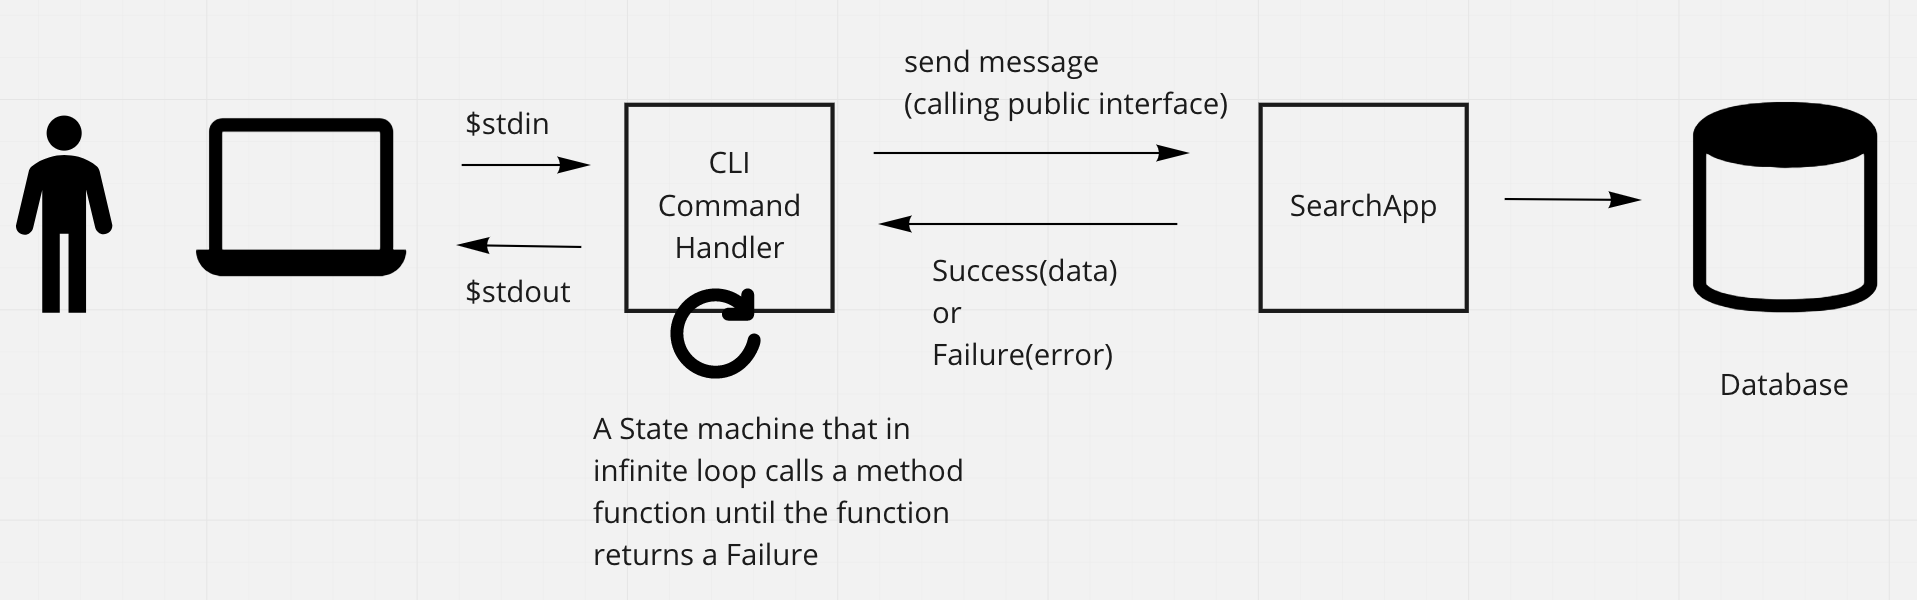 send message
(calling public interface)
$stdin
CLI
Command
Handler
SearchApp
$stdout
Success(data)
or
Failure(error)
Database
A State machine that in
infinite loop calls a method
function until the function
returns a Failure